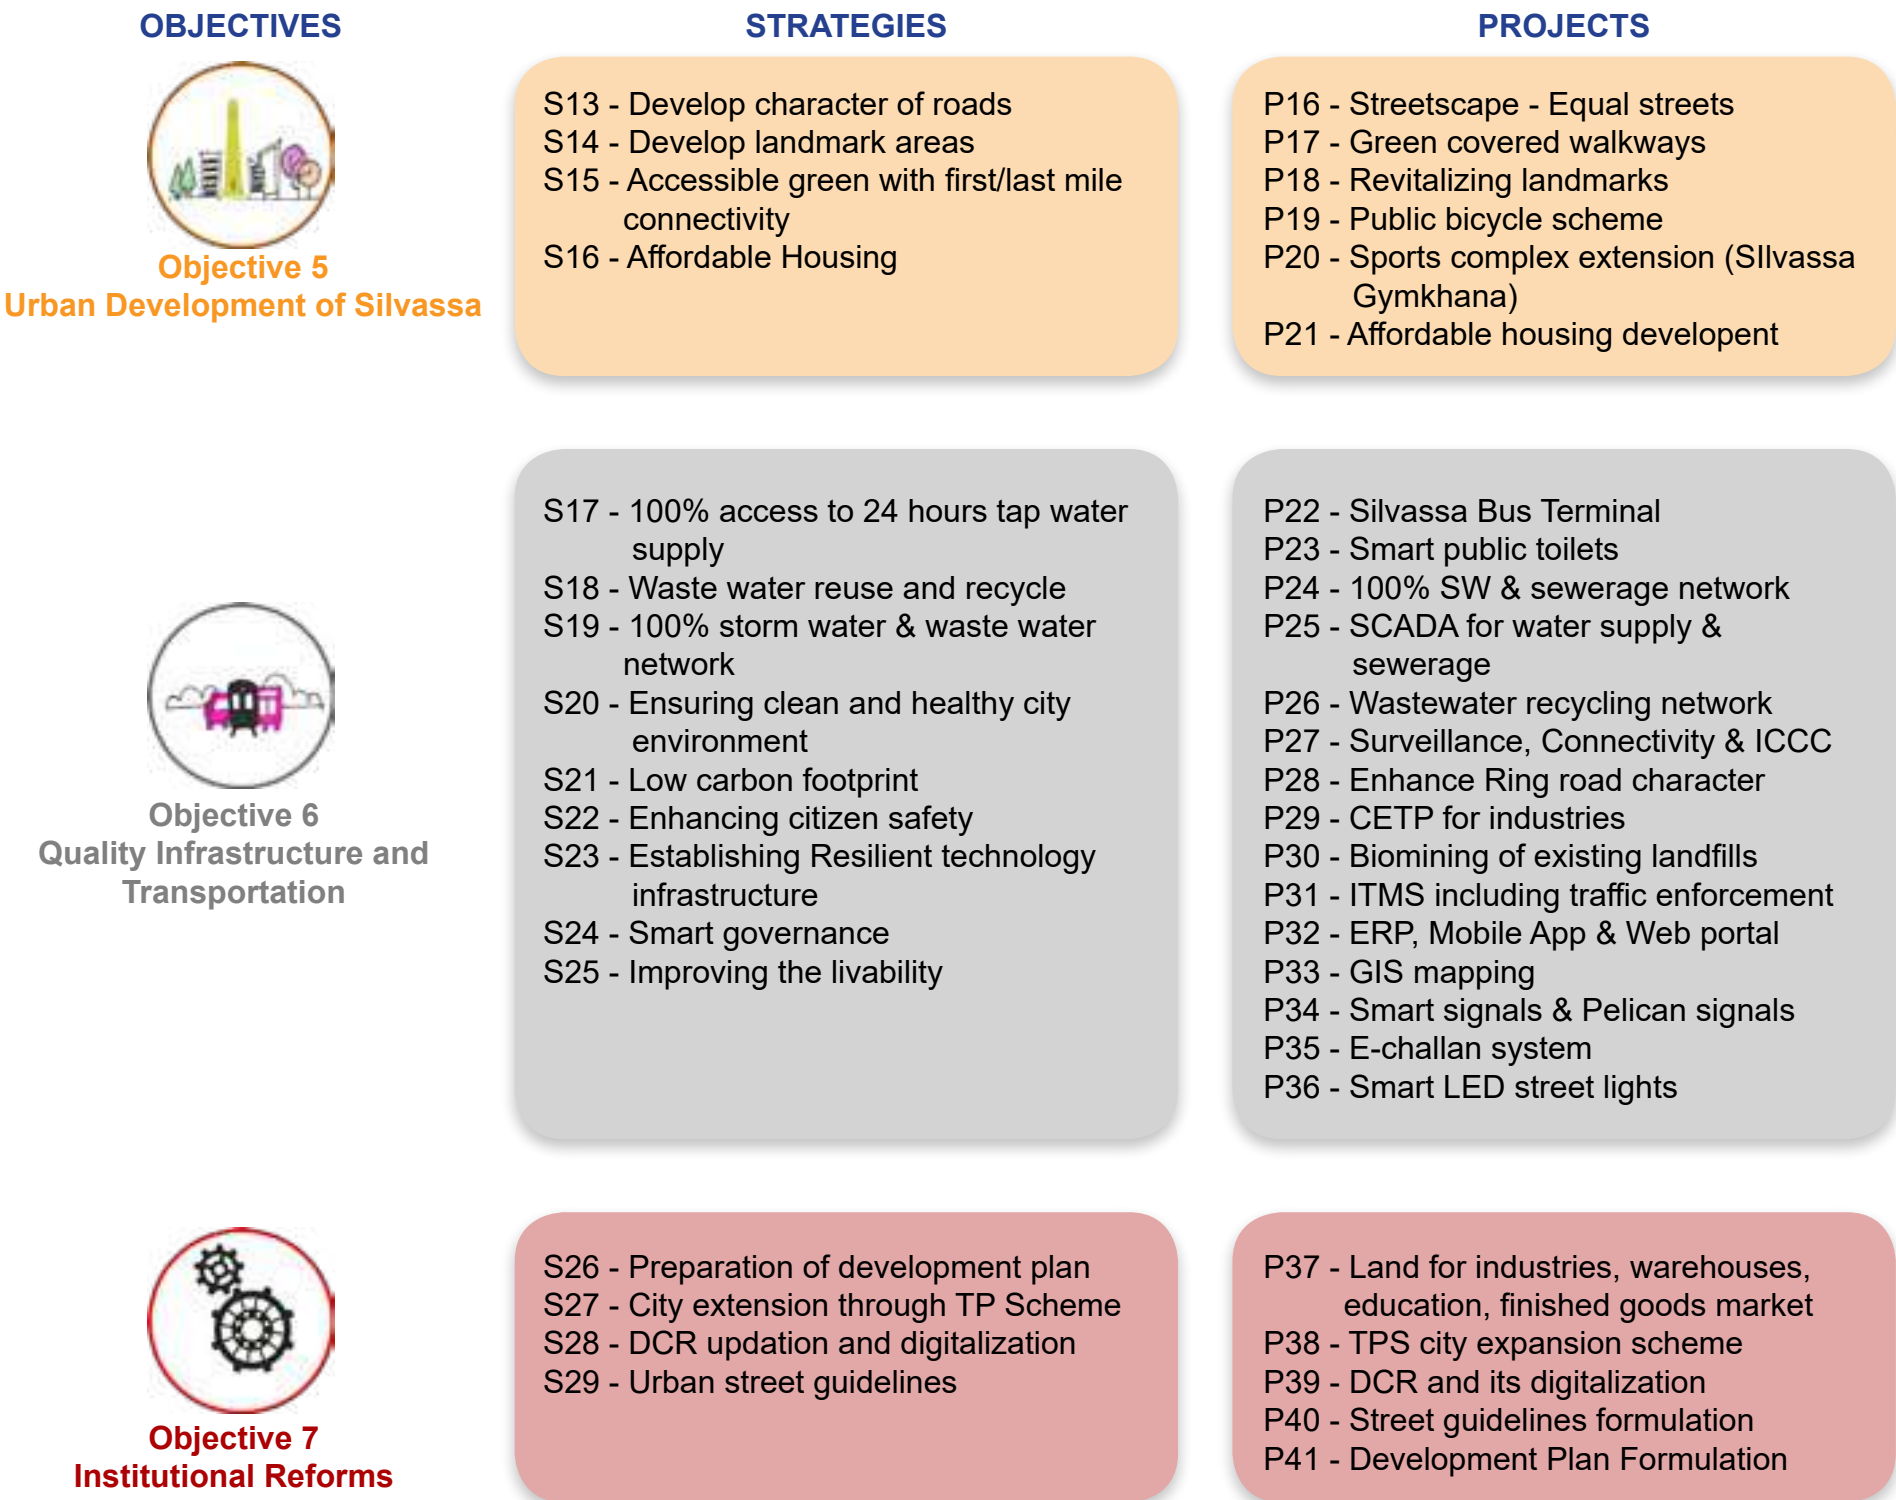 OBJECTIVES
STRATEGIES
PROJECTS
Objective 5
Urban Development of Silvassa
S13 - Develop character of roads
S14 - Develop landmark areas
S15 - Accessible green with first/last mile
connectivity
S16 - Affordable Housing
P16 - Streetscape - Equal streets
P17 - Green covered walkways
P18 - Revitalizing landmarks
P19 - Public bicycle scheme
P20 - Sports complex extension (SIlvassa
Gymkhana)
P21 - Affordable housing developent
Objective 6
Quality Infrastructure and
Transportation
S17 - 100% access to 24 hours tap water
supply
S18 - Waste water reuse and recycle
S19 - 100% storm water & waste water
network
S20 - Ensuring clean and healthy city
environment
S21 - Low carbon footprint
S22 - Enhancing citizen safety
S23 - Establishing Resilient technology
infrastructure
S24 - Smart governance
S25 - Improving the livability
P22 - Silvassa Bus Terminal
P23 - Smart public toilets
P24 - 100% SW & sewerage network
P25 - SCADA for water supply &
sewerage
P26 - Wastewater recycling network
P27 - Surveillance, Connectivity & ICCC
P28 - Enhance Ring road character
P29 - CETP for industries
P30 - Biomining of existing landfills
P31 - ITMS including traffic enforcement
P32 - ERP, Mobile App & Web portal
P33 - GIS mapping
P34 - Smart signals & Pelican signals
P35 - E-challan system
P36 - Smart LED street lights
Objective 7
Institutional Reforms
S26 - Preparation of development plan
S27 - City extension through TP Scheme
S28 - DCR updation and digitalization
S29 - Urban street guidelines
P37 - Land for industries, warehouses,
education, finished goods market
P38 - TPS city expansion scheme
P39 - DCR and its digitalization
P40 - Street guidelines formulation
P41 - Development Plan Formulation